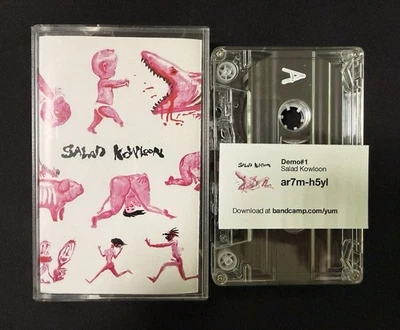 SALAD KOWLOON
A
SALAD KOWLOON
Demo#1
Salad Kowloon
ar7m-h5yl
Download at bandcamp.com/yum